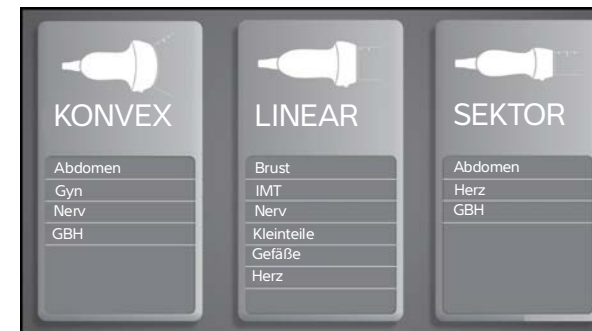 KONVEX
Abdomen
Gyn
Nerv
GBH
LINEAR
Brust
IMT
Nerv
Kleinteile
Gefäße
Herz
SEKTOR
Abdomen
Herz
GBH